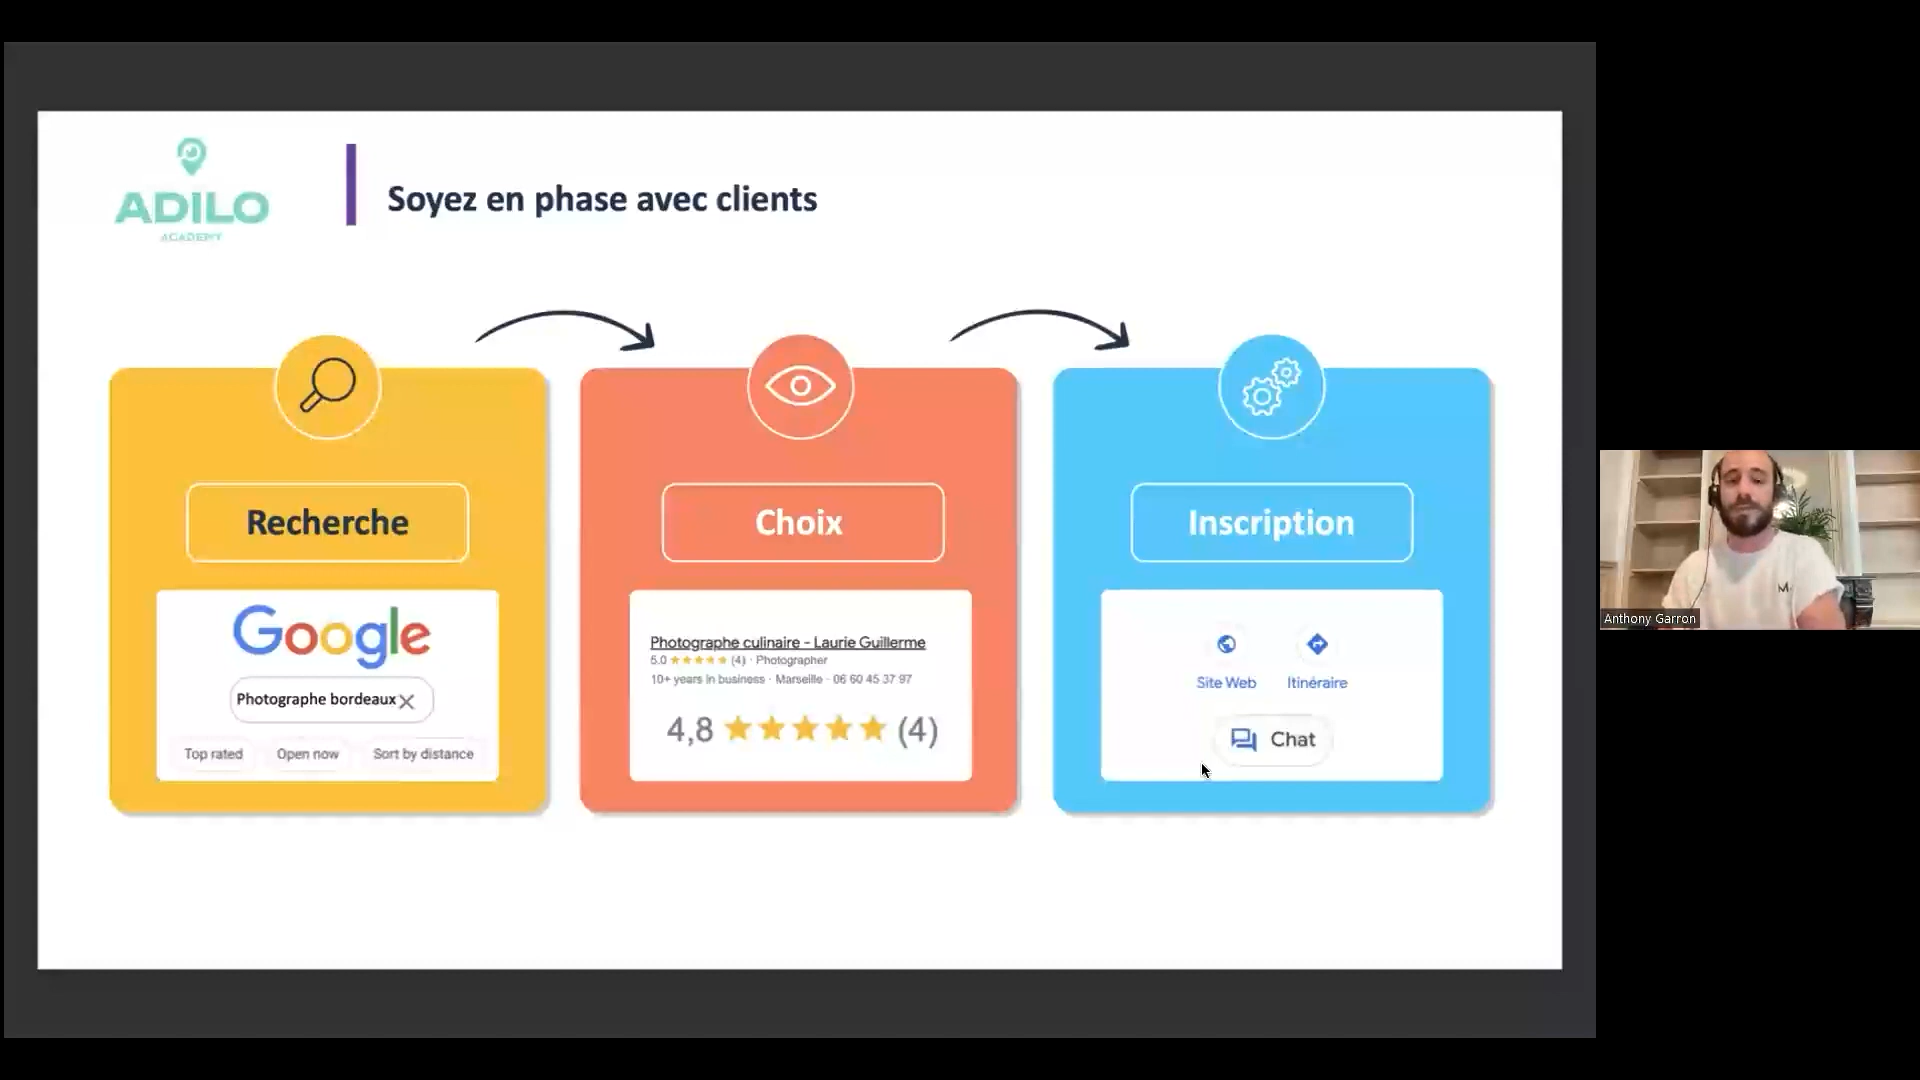 ADILO
ACADEMY
Soyez en phase avec clients
Recherche
Google
Photographe bordeaux
Top rated
Open now
Sort by distance
Choix
Photographe culinaire - Laurie Guillerme
5.0 ★★★★★ (4) · Photographer
10+ years in business · Marseille · 06 60 45 37 97
4,8 ★★★★★ (4)
Inscription
Site Web
Itinéraire
Chat
M
Anthony Garron